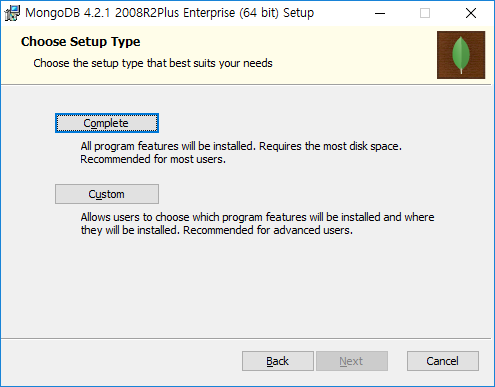 MongoDB 4.2.1 2008R2Plus Enterprise (64 bit) Setup
Choose Setup Type
Choose the setup type that best suits your needs
Complete
All program features will be installed. Requires the most disk space.
Recommended for most users.
Custom
Allows users to choose which program features will be installed and where
they will be installed. Recommended for advanced users.
Back Next Cancel